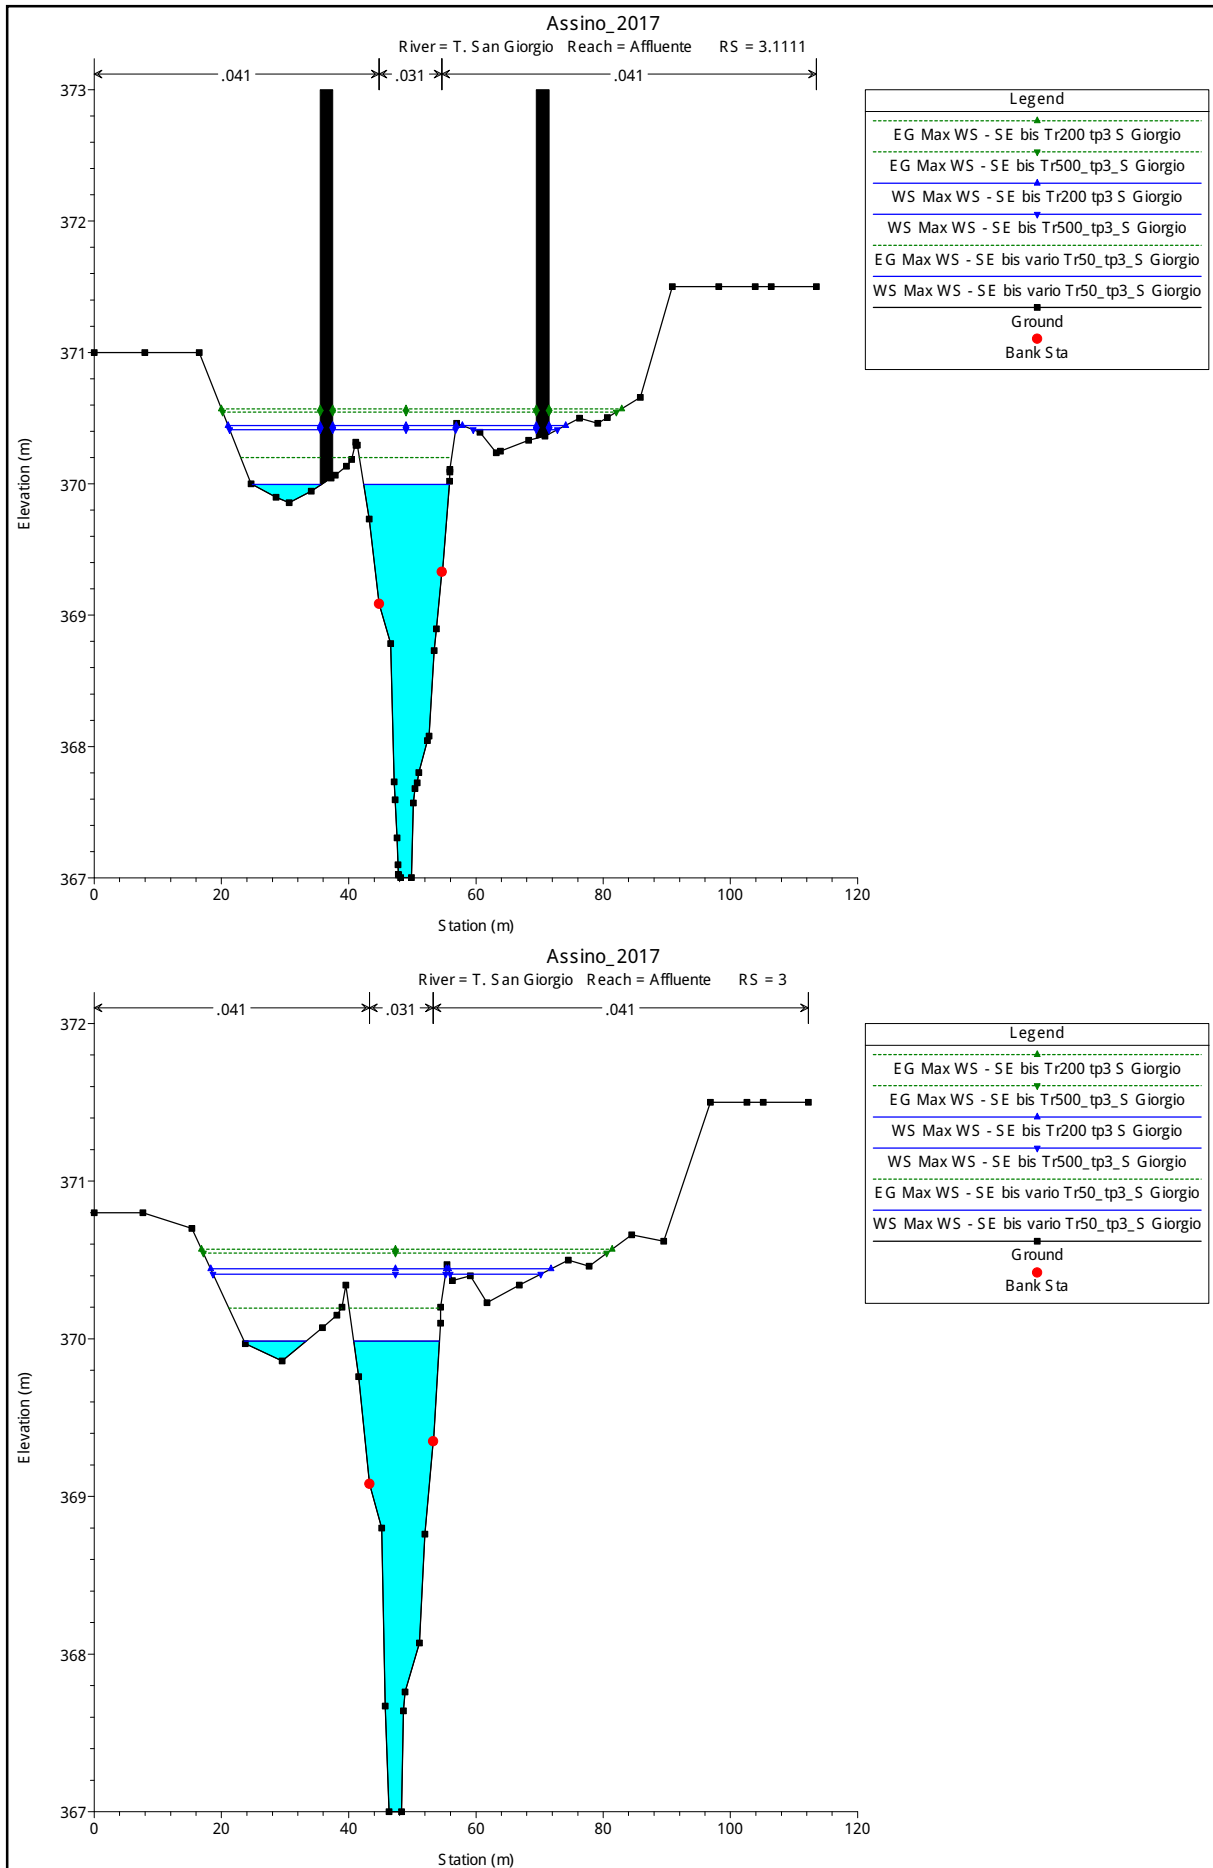 Assino_2017
River = T. San Giorgio Reach = Affluente RS = 3.1111
.041
.031
.041
373
372
371
370
369
368
367
0
20
40
60
80
100
120
Elevation (m)
Station (m)
Legend
EG Max WS - SE bis Tr200 tp3 S Giorgio
EG Max WS - SE bis Tr500_tp3_S Giorgio
WS Max WS - SE bis Tr200 tp3 S Giorgio
WS Max WS - SE bis Tr500_tp3_S Giorgio
EG Max WS - SE bis vario Tr50_tp3_S Giorgio
WS Max WS - SE bis vario Tr50_tp3_S Giorgio
Ground
Bank Sta
Assino_2017
River = T. San Giorgio Reach = Affluente RS = 3
.041
.031
.041
372
371
370
369
368
367
0
20
40
60
80
100
120
Elevation (m)
Station (m)
Legend
EG Max WS - SE bis Tr200 tp3 S Giorgio
EG Max WS - SE bis Tr500_tp3_S Giorgio
WS Max WS - SE bis Tr200 tp3 S Giorgio
WS Max WS - SE bis Tr500_tp3_S Giorgio
EG Max WS - SE bis vario Tr50_tp3_S Giorgio
WS Max WS - SE bis vario Tr50_tp3_S Giorgio
Ground
Bank Sta